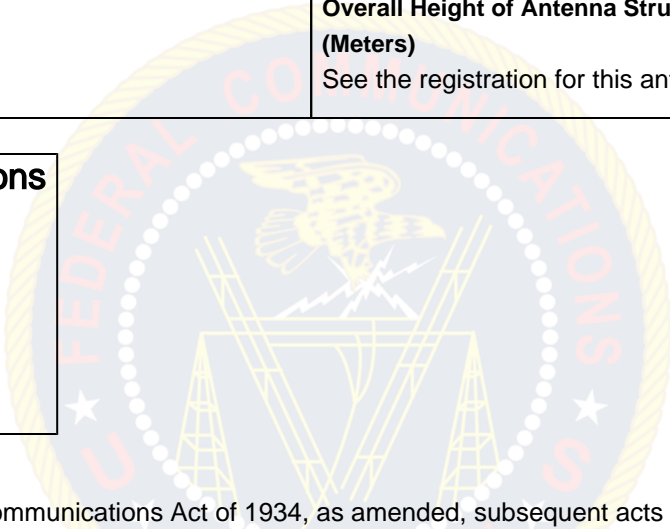 Overall Height of Antenna Stru
(Meters)
See the registration for this an
ons
FEDERAL COMMUNICATIONS
U S
ommunications Act of 1934, as amended, subsequent acts